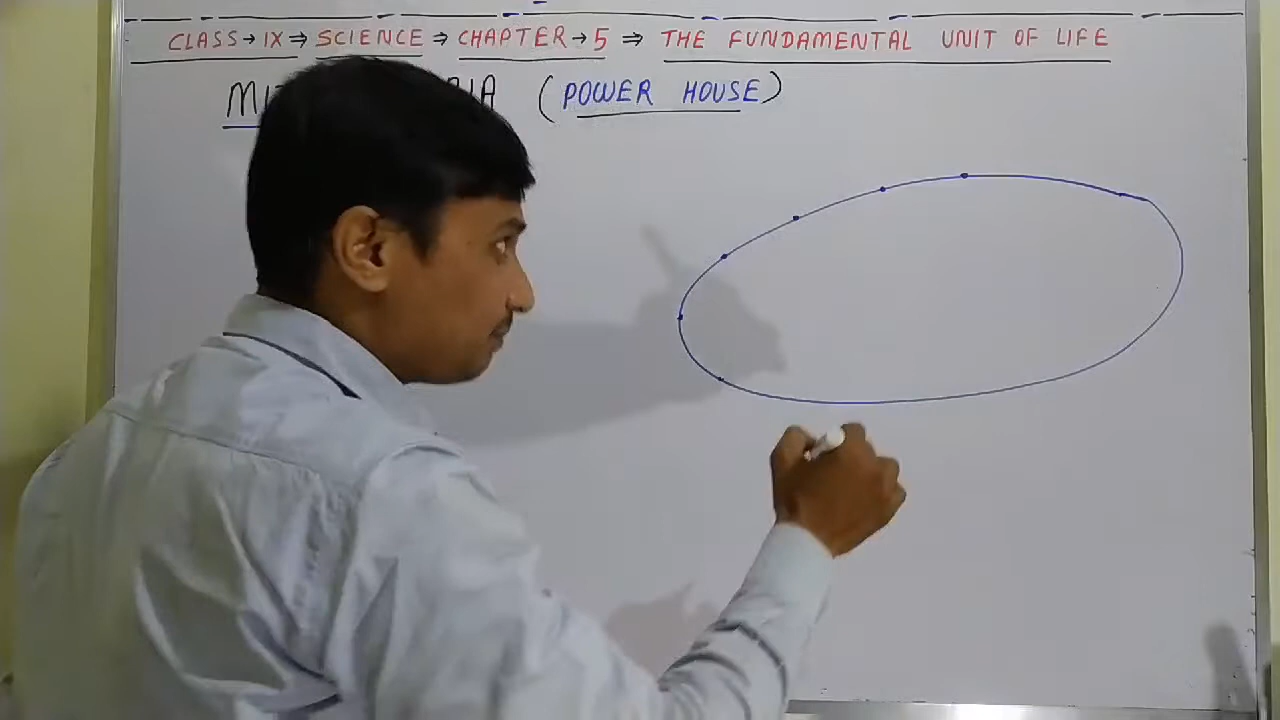 CLASS → IX ⇒ SCIENCE ⇒ CHAPTER → 5 ⇒ THE FUNDAMENTAL UNIT OF LIFE
(POWER HOUSE)